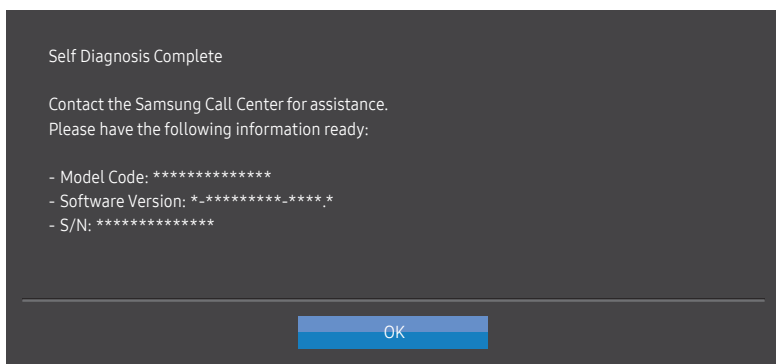 Self Diagnosis Complete
Contact the Samsung Call Center for assistance.
Please have the following information ready:
- Model Code: **************
- Software Version: *-*********-****.*
- S/N: **************
OK